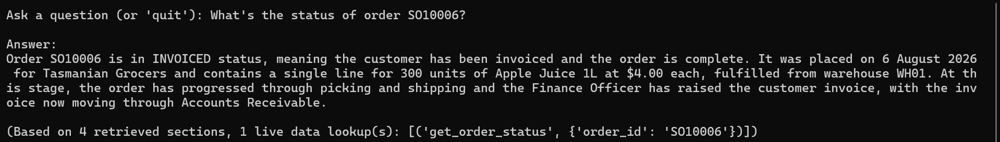 Ask a question (or 'quit'): What's the status of order SO10006?
Answer:
Order SO10006 is in INVOICED status, meaning the customer has been invoiced and the order is complete. It was placed on 6 August 2026
for Tasmanian Grocers and contains a single line for 300 units of Apple Juice 1L at $4.00 each, fulfilled from warehouse WH01. At th
is stage, the order has progressed through picking and shipping and the Finance Officer has raised the customer invoice, with the inv
oice now moving through Accounts Receivable.
(Based on 4 retrieved sections, 1 live data lookup(s): [('get_order_status', {'order_id': 'SO10006'})])